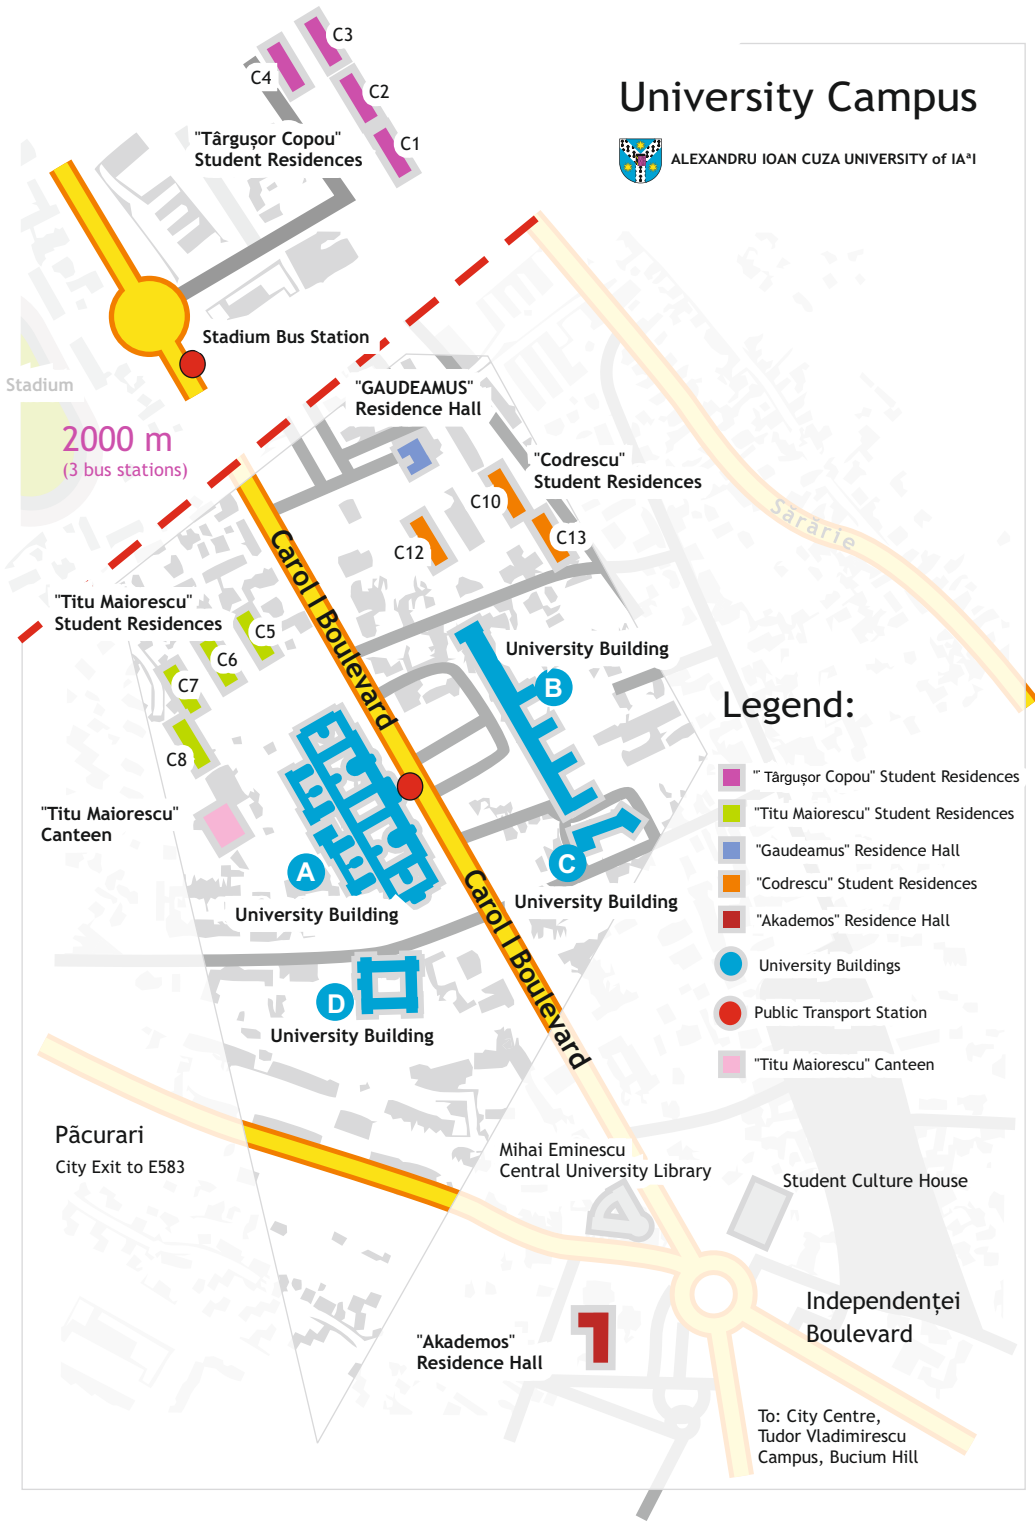 C3
C4
C2
C1
"Târgușor Copou"
Student Residences
University Campus
ALEXANDRU IOAN CUZA UNIVERSITY of IAªI
Stadium Bus Station
Stadium
2000 m
(3 bus stations)
"GAUDEAMUS"
Residence Hall
"Codrescu"
Student Residences
C10
C13
C12
Sărărie
Carol I Boulevard
"Titu Maiorescu"
Student Residences
C5
C6
C7
C8
University Building
B
"Titu Maiorescu"
Canteen
A
University Building
C
University Building
Carol I Boulevard
D
University Building
Legend:
"Târgușor Copou" Student Residences
"Titu Maiorescu" Student Residences
"Gaudeamus" Residence Hall
"Codrescu" Student Residences
"Akademos" Residence Hall
University Buildings
Public Transport Station
"Titu Maiorescu" Canteen
Pãcurari
City Exit to E583
Mihai Eminescu
Central University Library
Student Culture House
Independenței
Boulevard
"Akademos"
Residence Hall
To: City Centre,
Tudor Vladimirescu
Campus, Bucium Hill